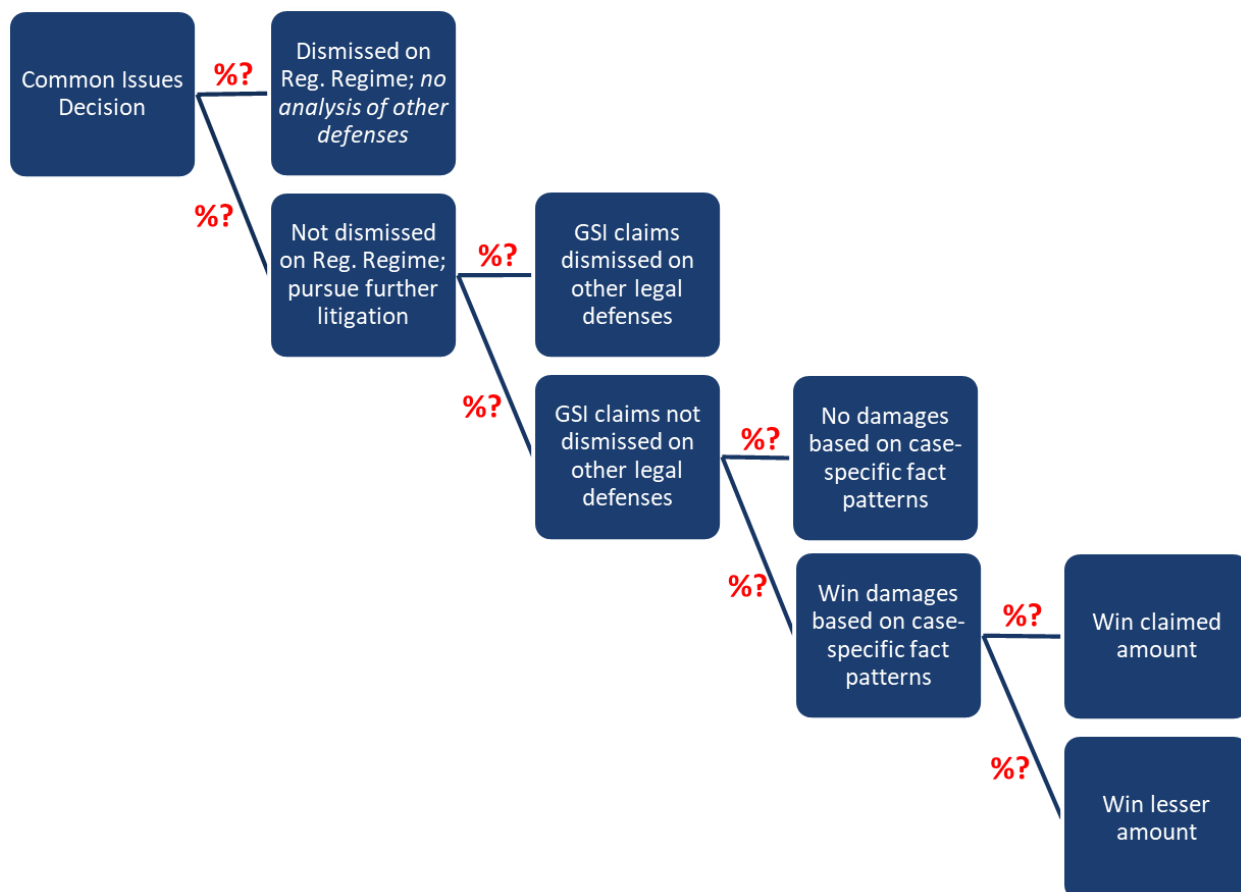 Common Issues
Decision
%?
Dismissed on
Reg. Regime; no
analysis of other
defenses
%?
Not dismissed
on Reg. Regime;
pursue further
litigation
%?
GSI claims
dismissed on
other legal
defenses
%?
GSI claims not
dismissed on
other legal
defenses
%?
No damages
based on case-
specific fact
patterns
%?
Win damages
based on case-
specific fact
patterns
%?
Win claimed
amount
%?
Win lesser
amount